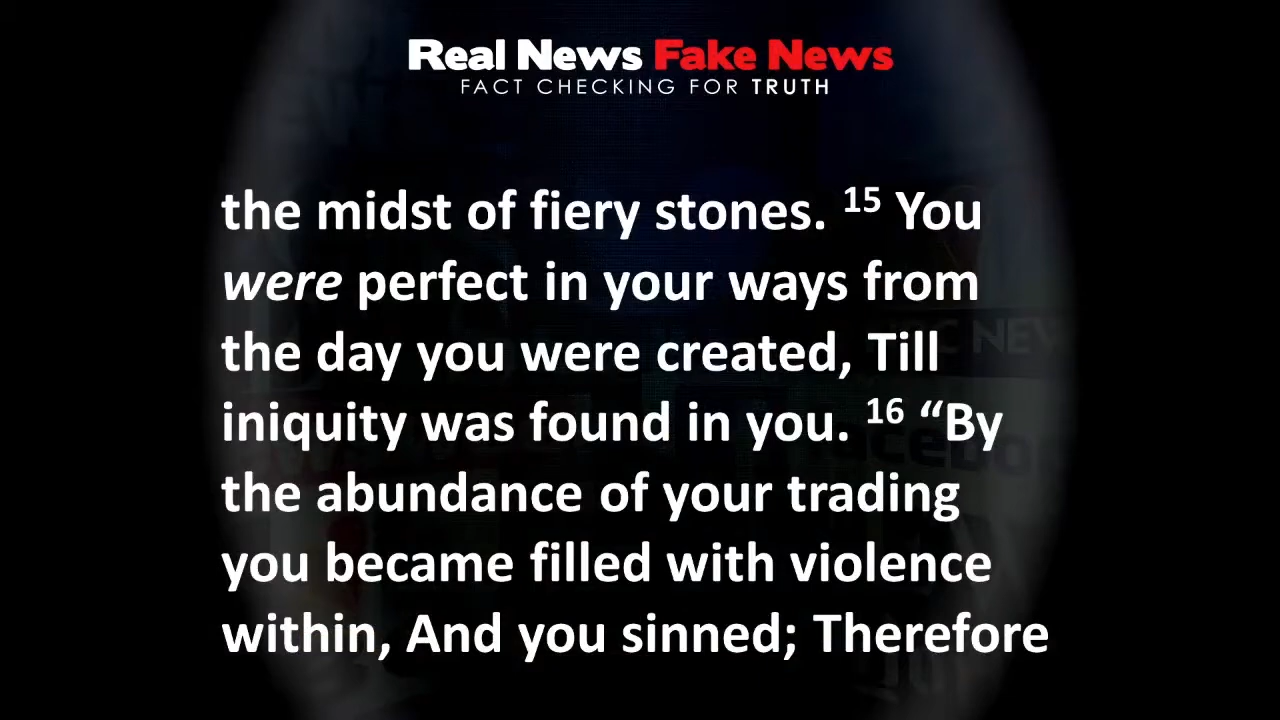 Real News Fake News
FACT CHECKING FOR TRUTH
the midst of fiery stones. ¹⁵ You
were perfect in your ways from
the day you were created, Till
iniquity was found in you. ¹⁶ “By
the abundance of your trading
you became filled with violence
within, And you sinned; Therefore